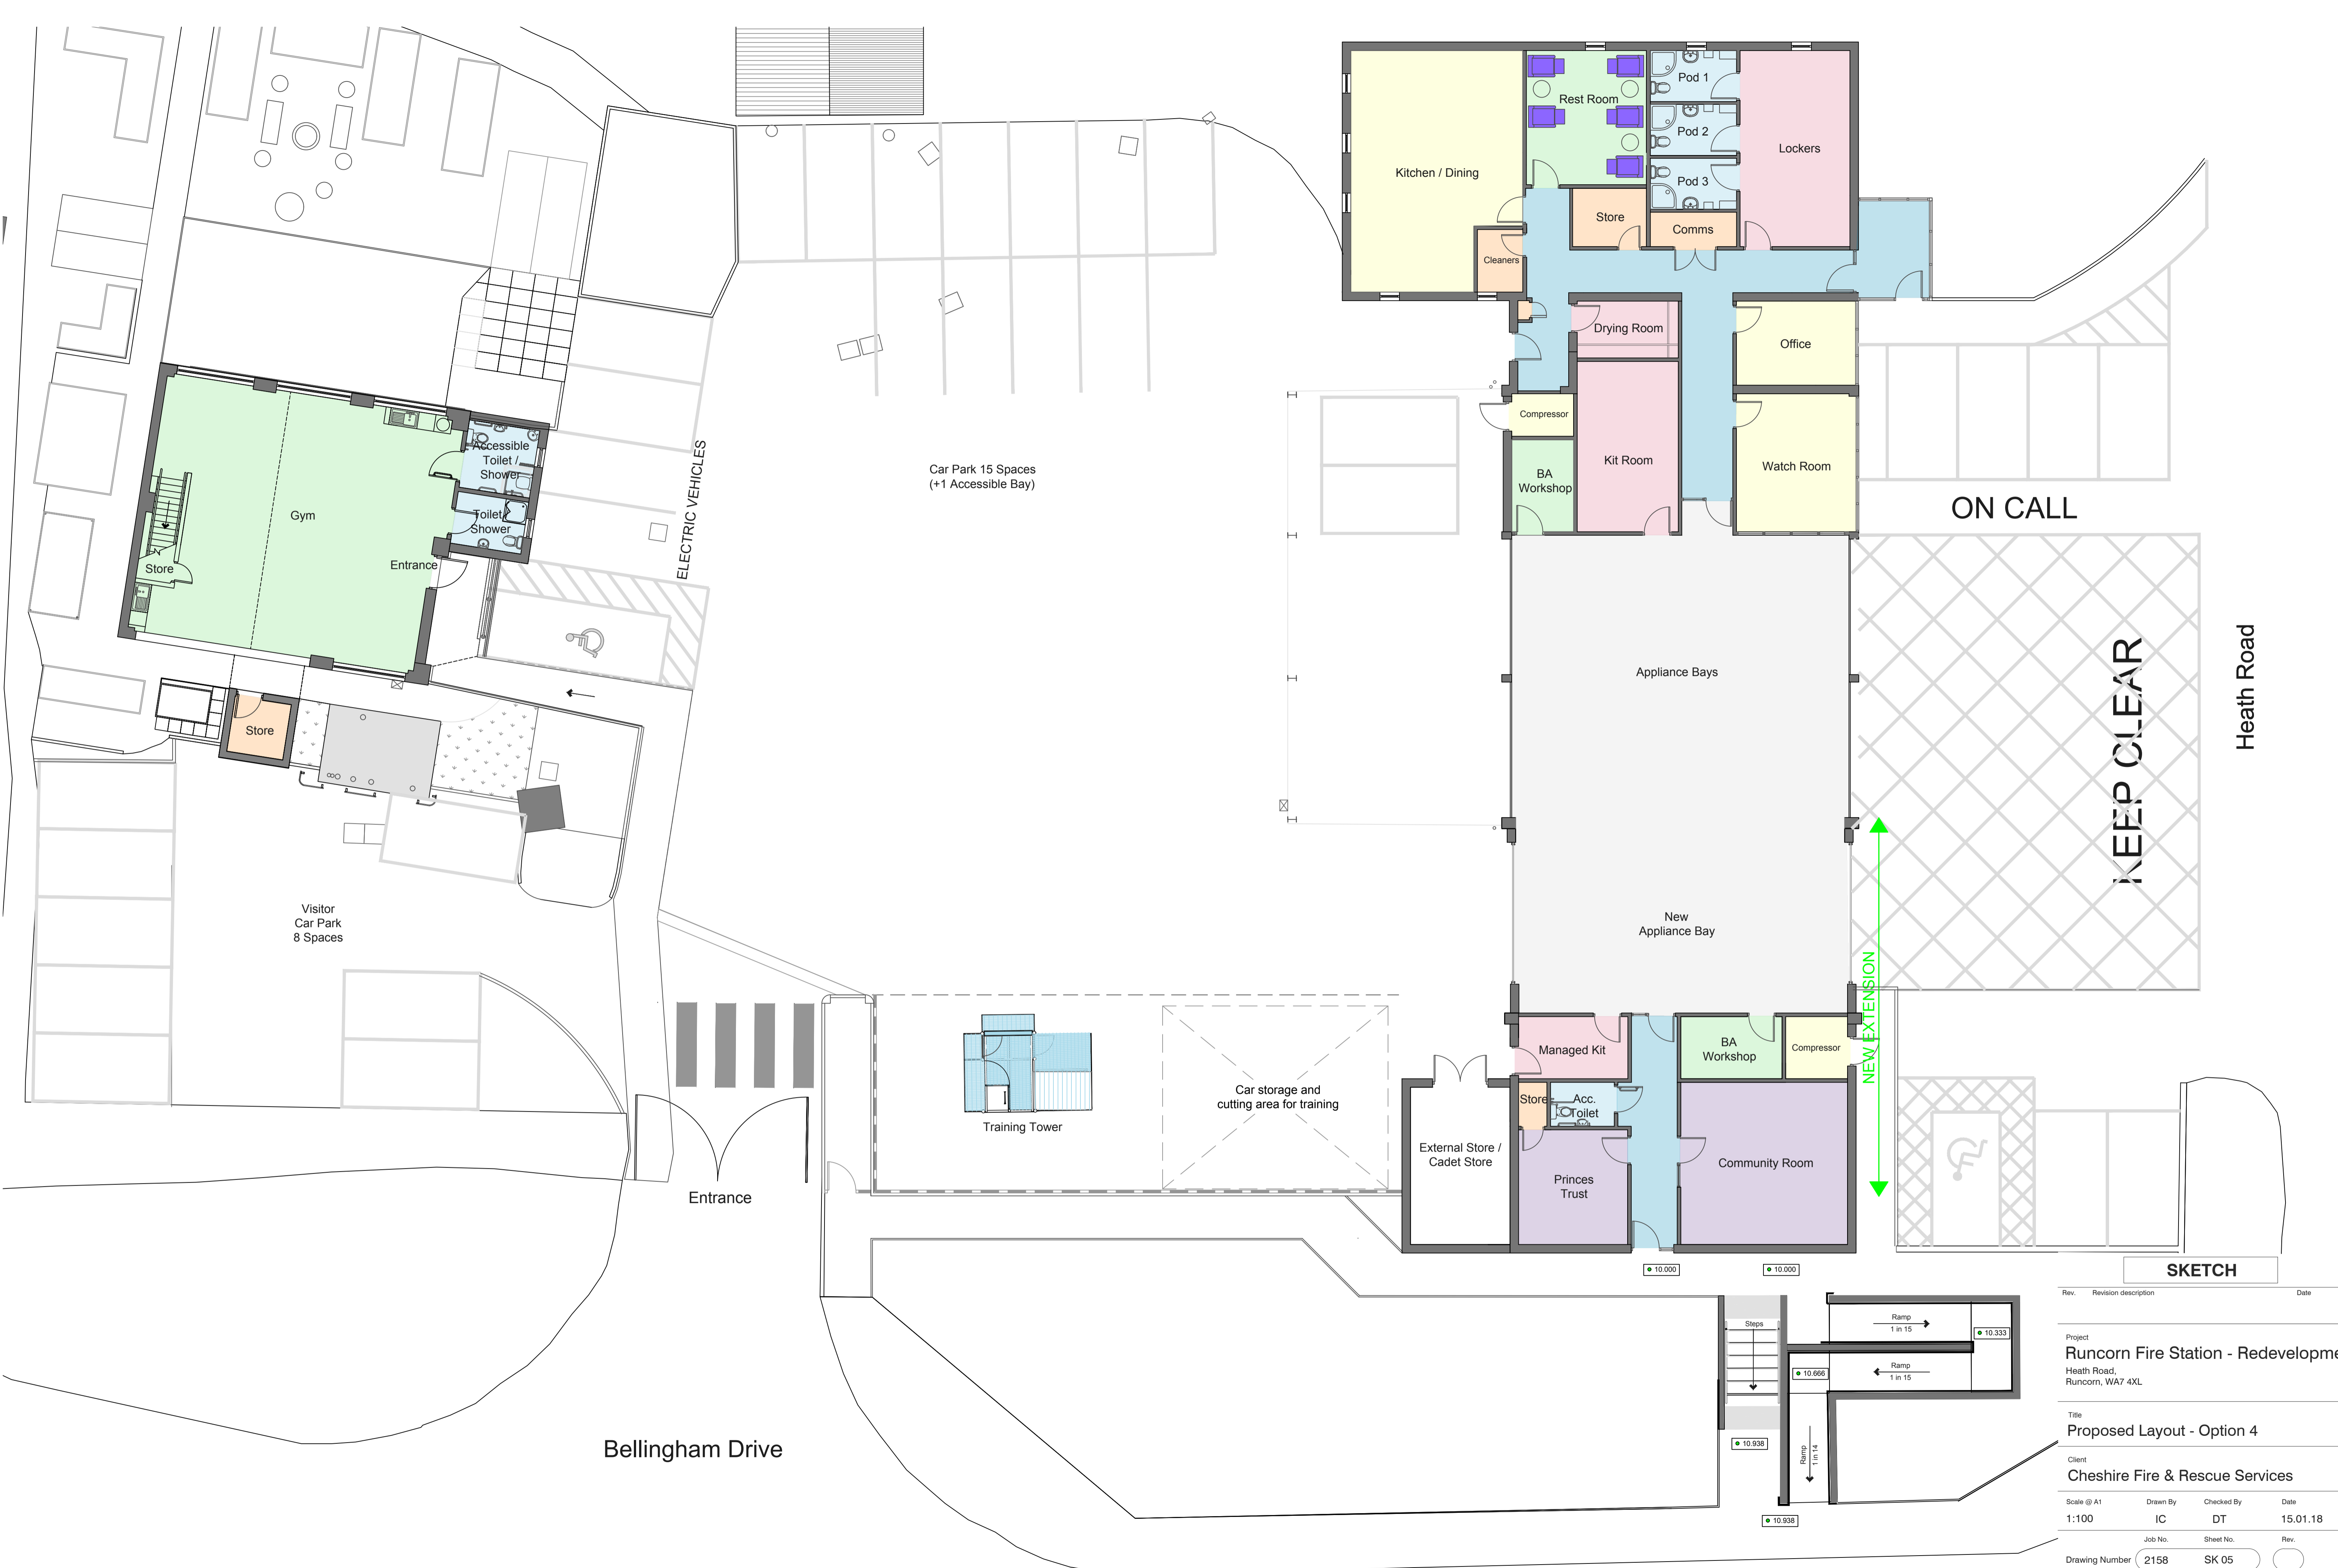 Rest Room
Pod 1
Pod 2
Pod 3
Lockers
Kitchen / Dining
Store
Comms
Cleaners
Drying Room
Office
Compressor
BA
Workshop
Kit Room
Watch Room
ON CALL
Accessible
Toilet /
Shower
Toilet/
Shower
Gym
Store
Entrance
ELECTRIC VEHICLES
Car Park 15 Spaces
(+1 Accessible Bay)
Store
Appliance Bays
KEEP CLEAR
Heath Road
Visitor
Car Park
8 Spaces
New
Appliance Bay
NEW EXTENSION
Managed Kit
BA
Workshop
Compressor
Store
Acc.
Toilet
Car storage and
cutting area for training
Training Tower
External Store /
Cadet Store
Princes
Trust
Community Room
Entrance
10.000
10.000
Steps
Ramp
1 in 15
10.333
Ramp
1 in 15
10.666
Ramp
1 in 14
10.938
10.938
Bellingham Drive
SKETCH
Rev. Revision description Date
Project
Runcorn Fire Station - Redevelopme
Heath Road,
Runcorn, WA7 4XL
Title
Proposed Layout - Option 4
Client
Cheshire Fire & Rescue Services
Scale @ A1 Drawn By Checked By Date
1:100 IC DT 15.01.18
Job No. Sheet No. Rev.
Drawing Number 2158 SK 05